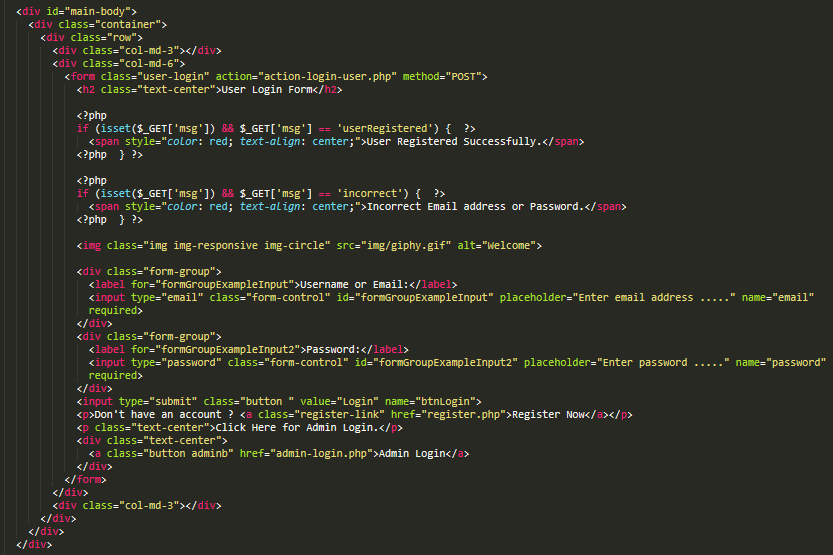 <div id="main-body">
<div class="container">
<div class="row">
<div class="col-md-3"></div>
<div class="col-md-6">
<form class="user-login" action="action-login-user.php" method="POST">
<h2 class="text-center">User Login Form</h2>
<?php
if (isset($_GET['msg']) && $_GET['msg'] == 'userRegistered') {  ?>
<span style="color: red; text-align: center;">User Registered Successfully.</span>
<?php  } ?>
<?php
if (isset($_GET['msg']) && $_GET['msg'] == 'incorrect') {  ?>
<span style="color: red; text-align: center;">Incorrect Email address or Password.</span>
<?php  } ?>
<img class="img img-responsive img-circle" src="img/giphy.gif" alt="Welcome">
<div class="form-group">
<label for="formGroupExampleInput">Username or Email:</label>
<input type="email" class="form-control" id="formGroupExampleInput" placeholder="Enter email address ....." name="email"
required>
</div>
<div class="form-group">
<label for="formGroupExampleInput2">Password:</label>
<input type="password" class="form-control" id="formGroupExampleInput2" placeholder="Enter password ....." name="password"
required>
</div>
<input type="submit" class="button " value="Login" name="btnLogin">
<p>Don't have an account ? <a class="register-link" href="register.php">Register Now</a></p>
<p class="text-center">Click Here for Admin Login.</p>
<div class="text-center">
<a class="button adminb" href="admin-login.php">Admin Login</a>
</div>
</form>
</div>
<div class="col-md-3"></div>
</div>
</div>
</div>